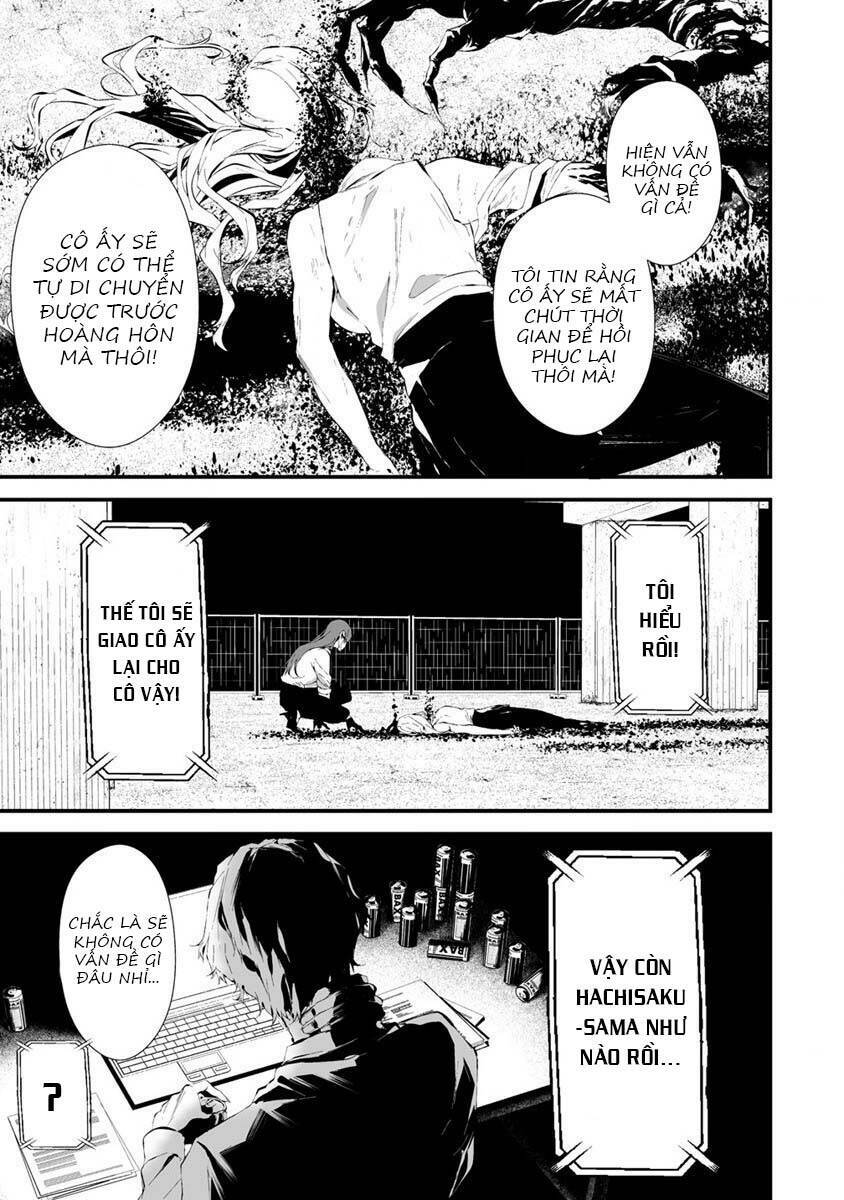 HIỆN VẪN
KHÔNG CÓ
VẤN ĐỀ
GÌ CẢ!
TÔI TIN RẰNG
CÔ ẤY SẼ MẤT
CHÚT THỜI
GIAN ĐỂ HỒI
PHỤC LẠI
THÔI MÀ!
CÔ ẤY SẼ
SỚM CÓ THỂ
TỰ DI CHUYỂN
ĐƯỢC TRƯỚC
HOÀNG HÔN
MÀ THÔI!
TÔI
HIỂU
RỒI!
THẾ TÔI SẼ
GIAO CÔ ẤY
LẠI CHO
CÔ VẬY!
VẬY CÒN
HACHISAKU
-SAMA NHƯ
NÀO RỒI...
CHẮC LÀ SẼ
KHÔNG CÓ
VẤN ĐỀ GÌ
ĐÂU NHỈ...
?
BAX
BAX
BAX